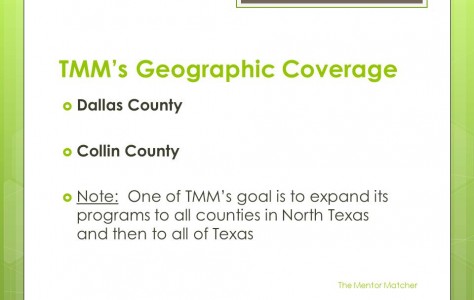 TMM's Geographic Coverage
Dallas County
Collin County
Note: One of TMM's goal is to expand its
programs to all counties in North Texas
and then to all of Texas
The Mentor Matcher